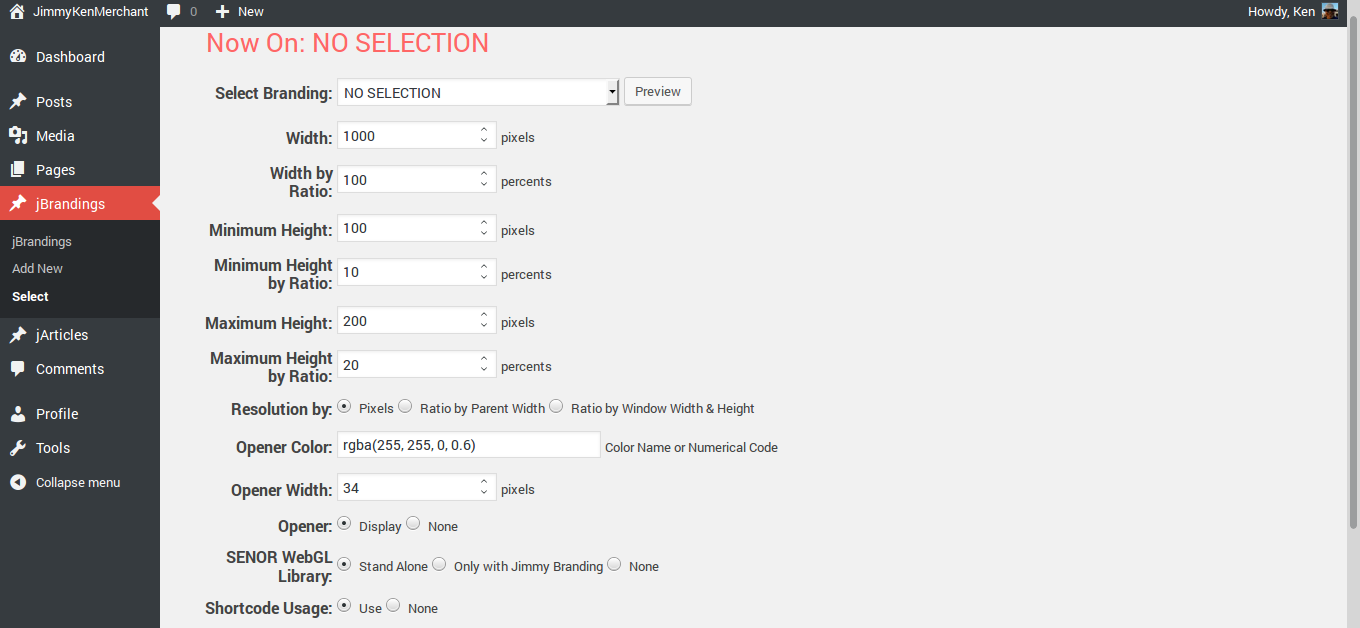 JimmyKenMerchant 0 New Howdy, Ken
Dashboard
Posts
Media
Pages
jBrandings
jBrandings
Add New
Select
jArticles
Comments
Profile
Tools
Collapse menu
Now On: NO SELECTION
Select Branding: NO SELECTION Preview
Width: 1000 pixels
Width by
Ratio: 100 percents
Minimum Height: 100 pixels
Minimum Height
by Ratio: 10 percents
Maximum Height: 200 pixels
Maximum Height
by Ratio: 20 percents
Resolution by: Pixels Ratio by Parent Width Ratio by Window Width & Height
Opener Color: rgba(255, 255, 0, 0.6) Color Name or Numerical Code
Opener Width: 34 pixels
Opener: Display None
SENOR WebGL
Library: Stand Alone Only with Jimmy Branding None
Shortcode Usage: Use None